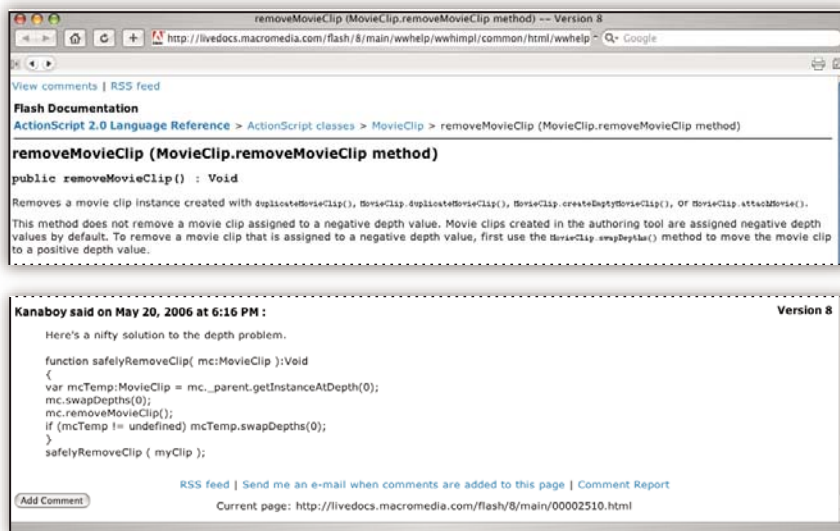 removeMovieClip (MovieClip.removeMovieClip method) -- Version 8
http://livedocs.macromedia.com/flash/8/main/wwhelp/wwhimpl/common/html/wwhelp
Google
View comments | RSS feed
Flash Documentation
ActionScript 2.0 Language Reference > ActionScript classes > MovieClip > removeMovieClip (MovieClip.removeMovieClip method)
removeMovieClip (MovieClip.removeMovieClip method)
public removeMovieClip() : Void
Removes a movie clip instance created with duplicateMovieClip(), MovieClip.duplicateMovieClip(), MovieClip.createEmptyMovieClip(), or MovieClip.attachMovie().
This method does not remove a movie clip assigned to a negative depth value. Movie clips created in the authoring tool are assigned negative depth
values by default. To remove a movie clip that is assigned to a negative depth value, first use the MovieClip.swapDepths() method to move the movie clip
to a positive depth value.
Kanaboy said on May 20, 2006 at 6:16 PM :
Version 8
Here's a nifty solution to the depth problem.
function safelyRemoveClip( mc:MovieClip ):Void
{
var mcTemp:MovieClip = mc._parent.getInstanceAtDepth(0);
mc.swapDepths(0);
mc.removeMovieClip();
if (mcTemp != undefined) mcTemp.swapDepths(0);
}
safelyRemoveClip ( myClip );
RSS feed | Send me an e-mail when comments are added to this page | Comment Report
Add Comment
Current page: http://livedocs.macromedia.com/flash/8/main/00002510.html